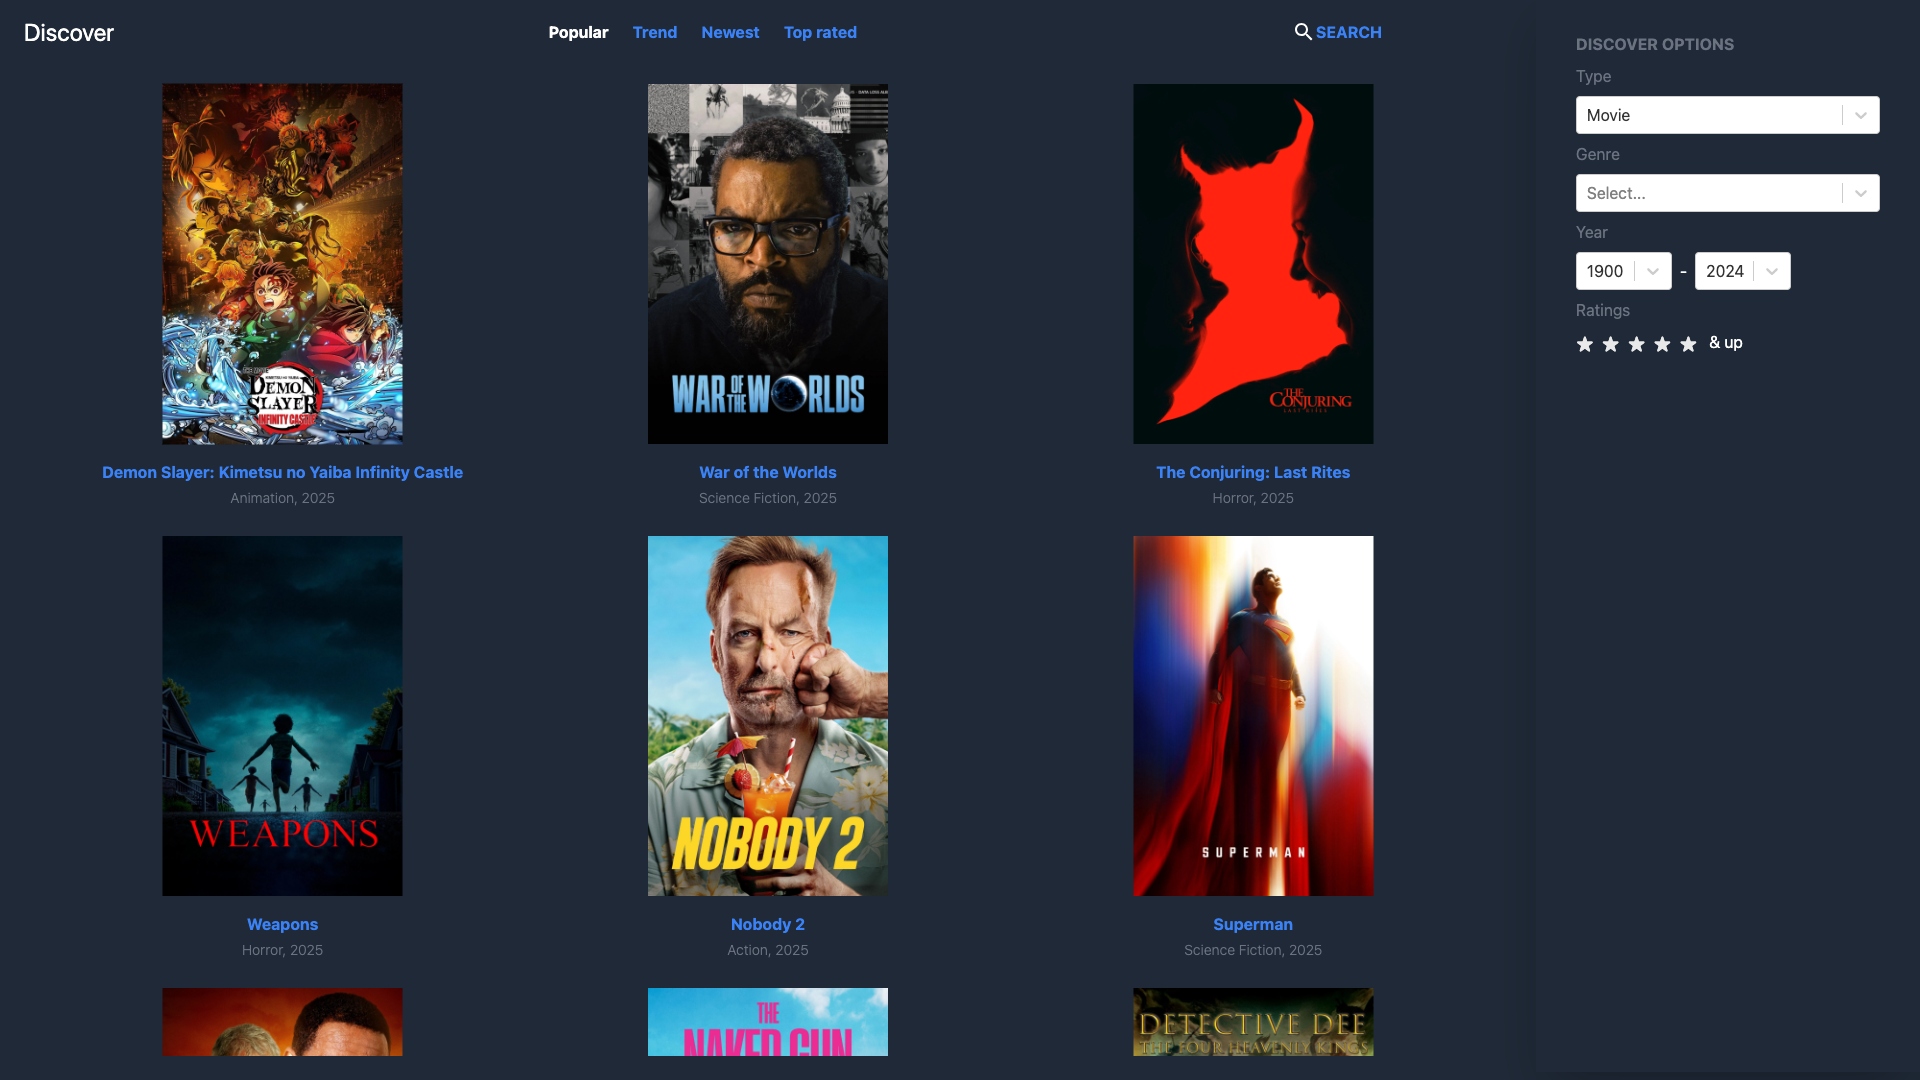 Discover
Popular Trend Newest Top rated
SEARCH
DISCOVER OPTIONS
Type
Movie
Genre
Select...
Year
1900 - 2024
Ratings
& up
DEMON
SLAYER
INFINITY CASTLE
WAR OF THE WORLDS
THE
CONJURING
LAST RITES
Demon Slayer: Kimetsu no Yaiba Infinity Castle
Animation, 2025
War of the Worlds
Science Fiction, 2025
The Conjuring: Last Rites
Horror, 2025
WEAPONS
NOBODY 2
SUPERMAN
Weapons
Horror, 2025
Nobody 2
Action, 2025
Superman
Science Fiction, 2025
THE
NAKED GUN
DETECTIVE DEE
THE FOUR HEAVENLY KINGS